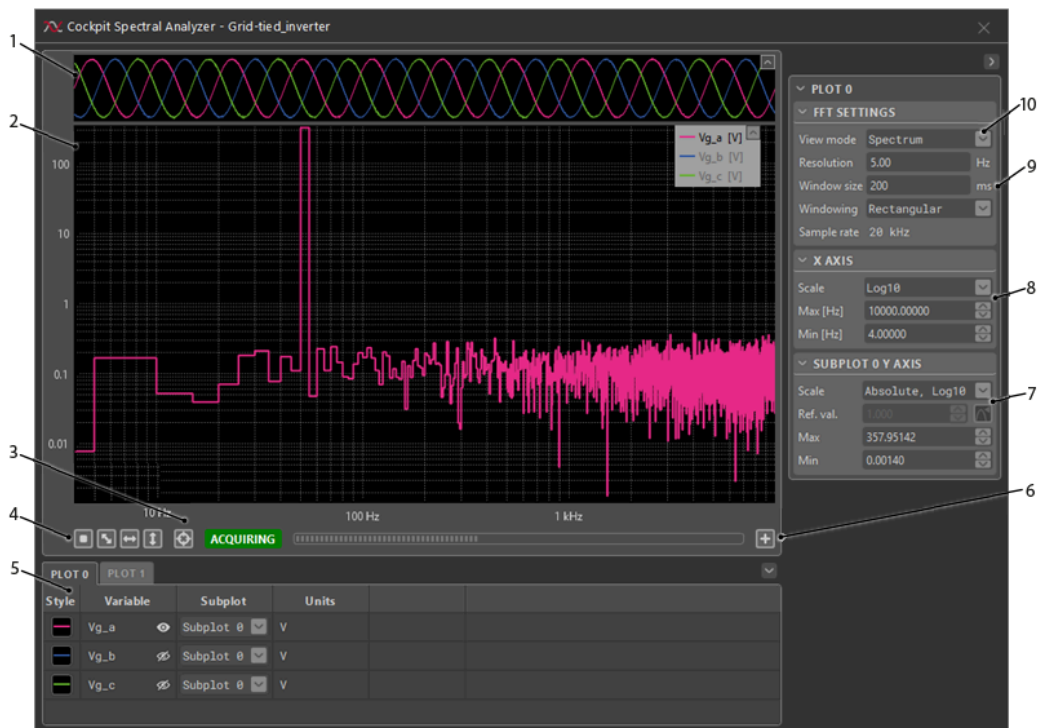 Cockpit Spectral Analyzer - Grid-tied_inverter
1
2
3
4
5
6
7
8
9
10
100
10
1
0.1
0.01
10 Hz
100 Hz
1 kHz
Vg_a [V]
Vg_b [V]
Vg_c [V]
ACQUIRING
PLOT 0
FFT SETTINGS
View mode Spectrum
Resolution 5.00 Hz
Window size 200 ms
Windowing Rectangular
Sample rate 20 kHz
X AXIS
Scale Log10
Max [Hz] 10000.00000
Min [Hz] 4.00000
SUBPLOT 0 Y AXIS
Scale Absolute, Log10
Ref. val. 1.000
Max 357.95142
Min 0.00140
PLOT 0 PLOT 1
Style Variable Subplot Units
Vg_a Subplot 0 V
Vg_b Subplot 0 V
Vg_c Subplot 0 V